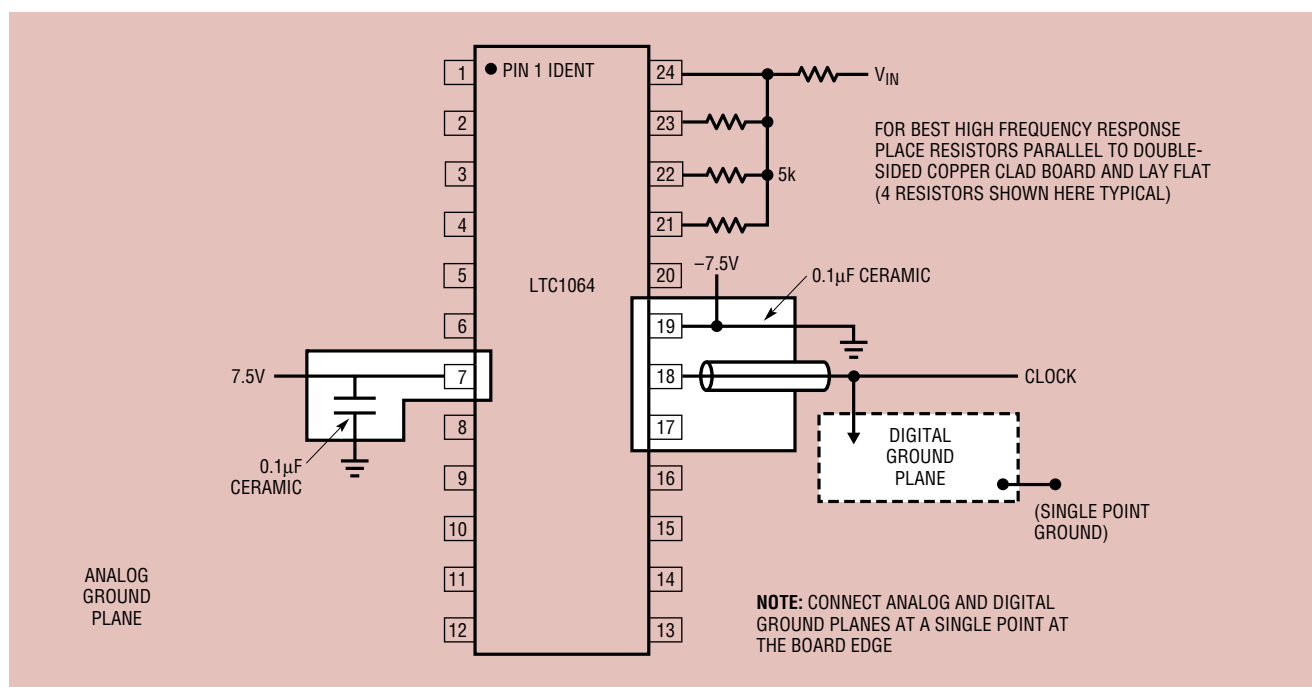 1
2
3
4
5
6
7
8
9
10
11
12
PIN 1 IDENT
LTC1064
24
23
22
21
20
19
18
17
16
15
14
13
VIN
5k
FOR BEST HIGH FREQUENCY RESPONSE
PLACE RESISTORS PARALLEL TO DOUBLE-
SIDED COPPER CLAD BOARD AND LAY FLAT
(4 RESISTORS SHOWN HERE TYPICAL)
–7.5V
0.1µF CERAMIC
7.5V
0.1µF
CERAMIC
CLOCK
DIGITAL
GROUND
PLANE
(SINGLE POINT
GROUND)
ANALOG
GROUND
PLANE
NOTE: CONNECT ANALOG AND DIGITAL
GROUND PLANES AT A SINGLE POINT AT
THE BOARD EDGE